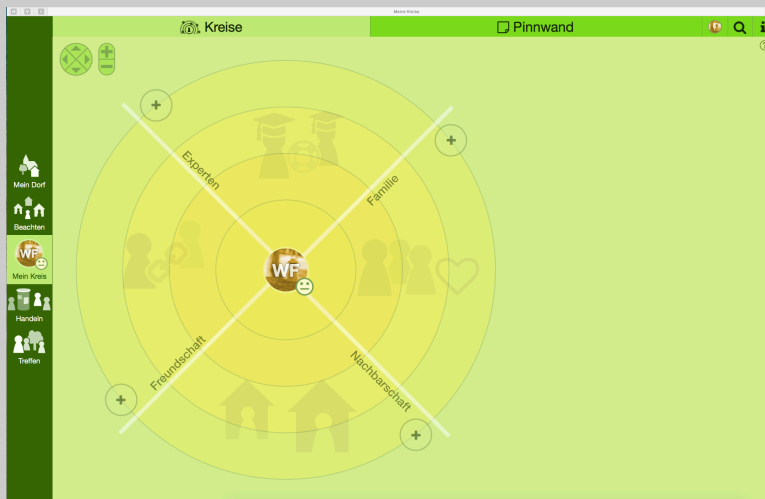 Meine Kreise
Kreise
Pinnwand
Mein Dorf
Beachten
Mein Kreis
Handeln
Treffen
Experten
Familie
WF
WF
Freundschaft
Nachbarschaft